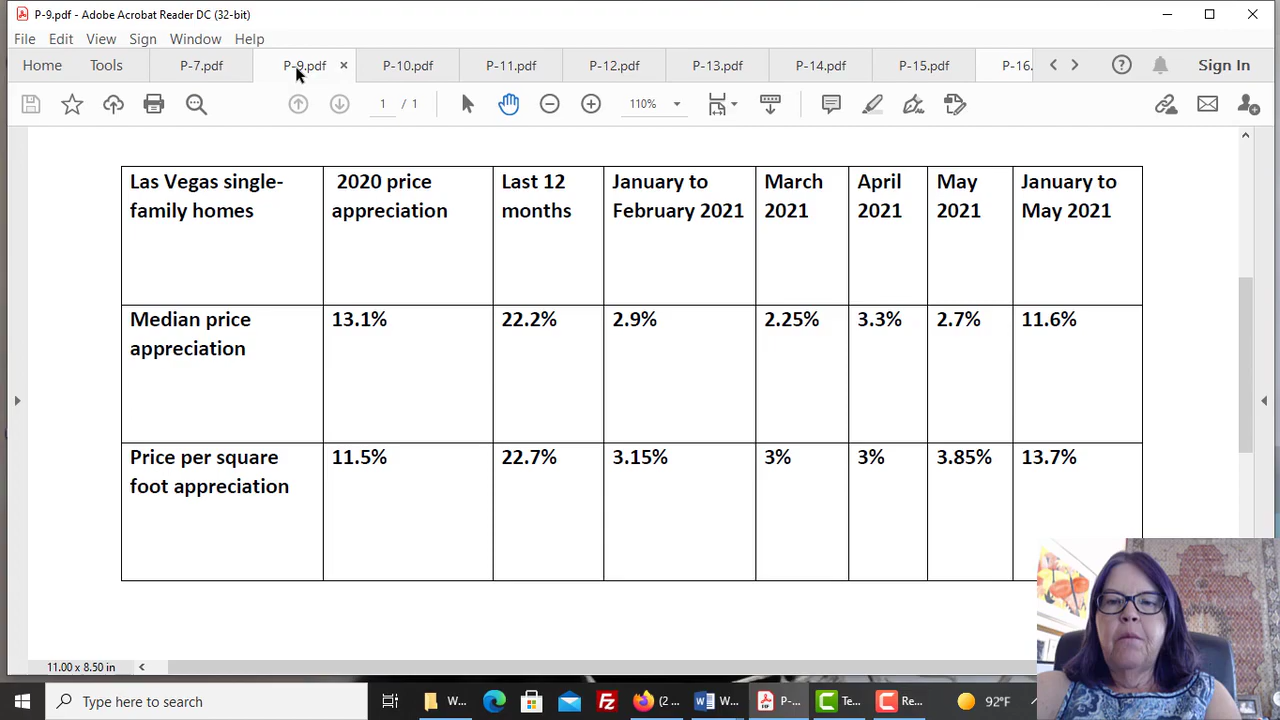 P-9.pdf - Adobe Acrobat Reader DC (32-bit)
File Edit View Sign Window Help
Home Tools P-7.pdf P-9.pdf × P-10.pdf P-11.pdf P-12.pdf P-13.pdf P-14.pdf P-15.pdf P-16. Sign In
1 / 1 110%
Las Vegas single- 2020 price Last 12 January to March April May January to
family homes appreciation months February 2021 2021 2021 2021 May 2021
Median price 13.1% 22.2% 2.9% 2.25% 3.3% 2.7% 11.6%
appreciation
Price per square 11.5% 22.7% 3.15% 3% 3% 3.85% 13.7%
foot appreciation
11.00 x 8.50 in
Type here to search W... (2 ... W... P-... Te... Re... 92°F